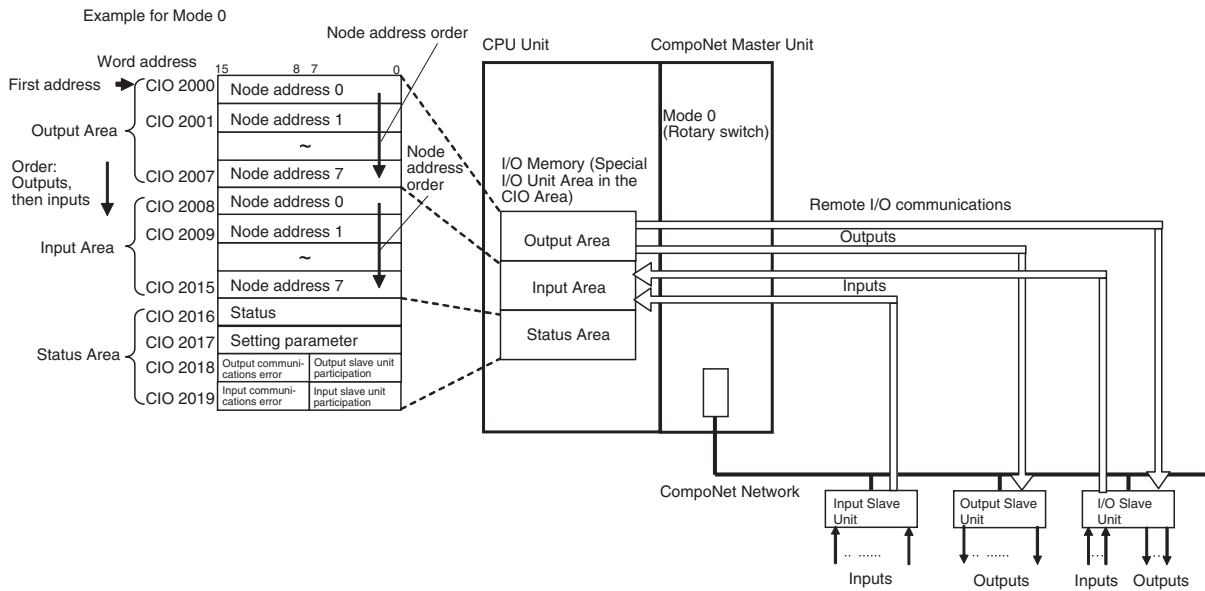 Example for Mode 0
Node address order
Word address
15 8 7 0
First address
CIO 2000 Node address 0
Output Area
CIO 2001 Node address 1
~
CIO 2007 Node address 7
Order:
Outputs,
then inputs
Node
address
order
CIO 2008 Node address 0
Input Area
CIO 2009 Node address 1
~
CIO 2015 Node address 7
Status Area
CIO 2016 Status
CIO 2017 Setting parameter
CIO 2018
Output communi-
cations error
Output slave unit
participation
CIO 2019
Input communi-
cations error
Input slave unit
participation
CPU Unit
CompoNet Master Unit
Mode 0
(Rotary switch)
I/O Memory (Special
I/O Unit Area in the
CIO Area)
Output Area
Input Area
Status Area
Remote I/O communications
Outputs
Inputs
CompoNet Network
Input Slave
Unit
Output Slave
Unit
I/O Slave
Unit
Inputs
Outputs
Inputs
Outputs